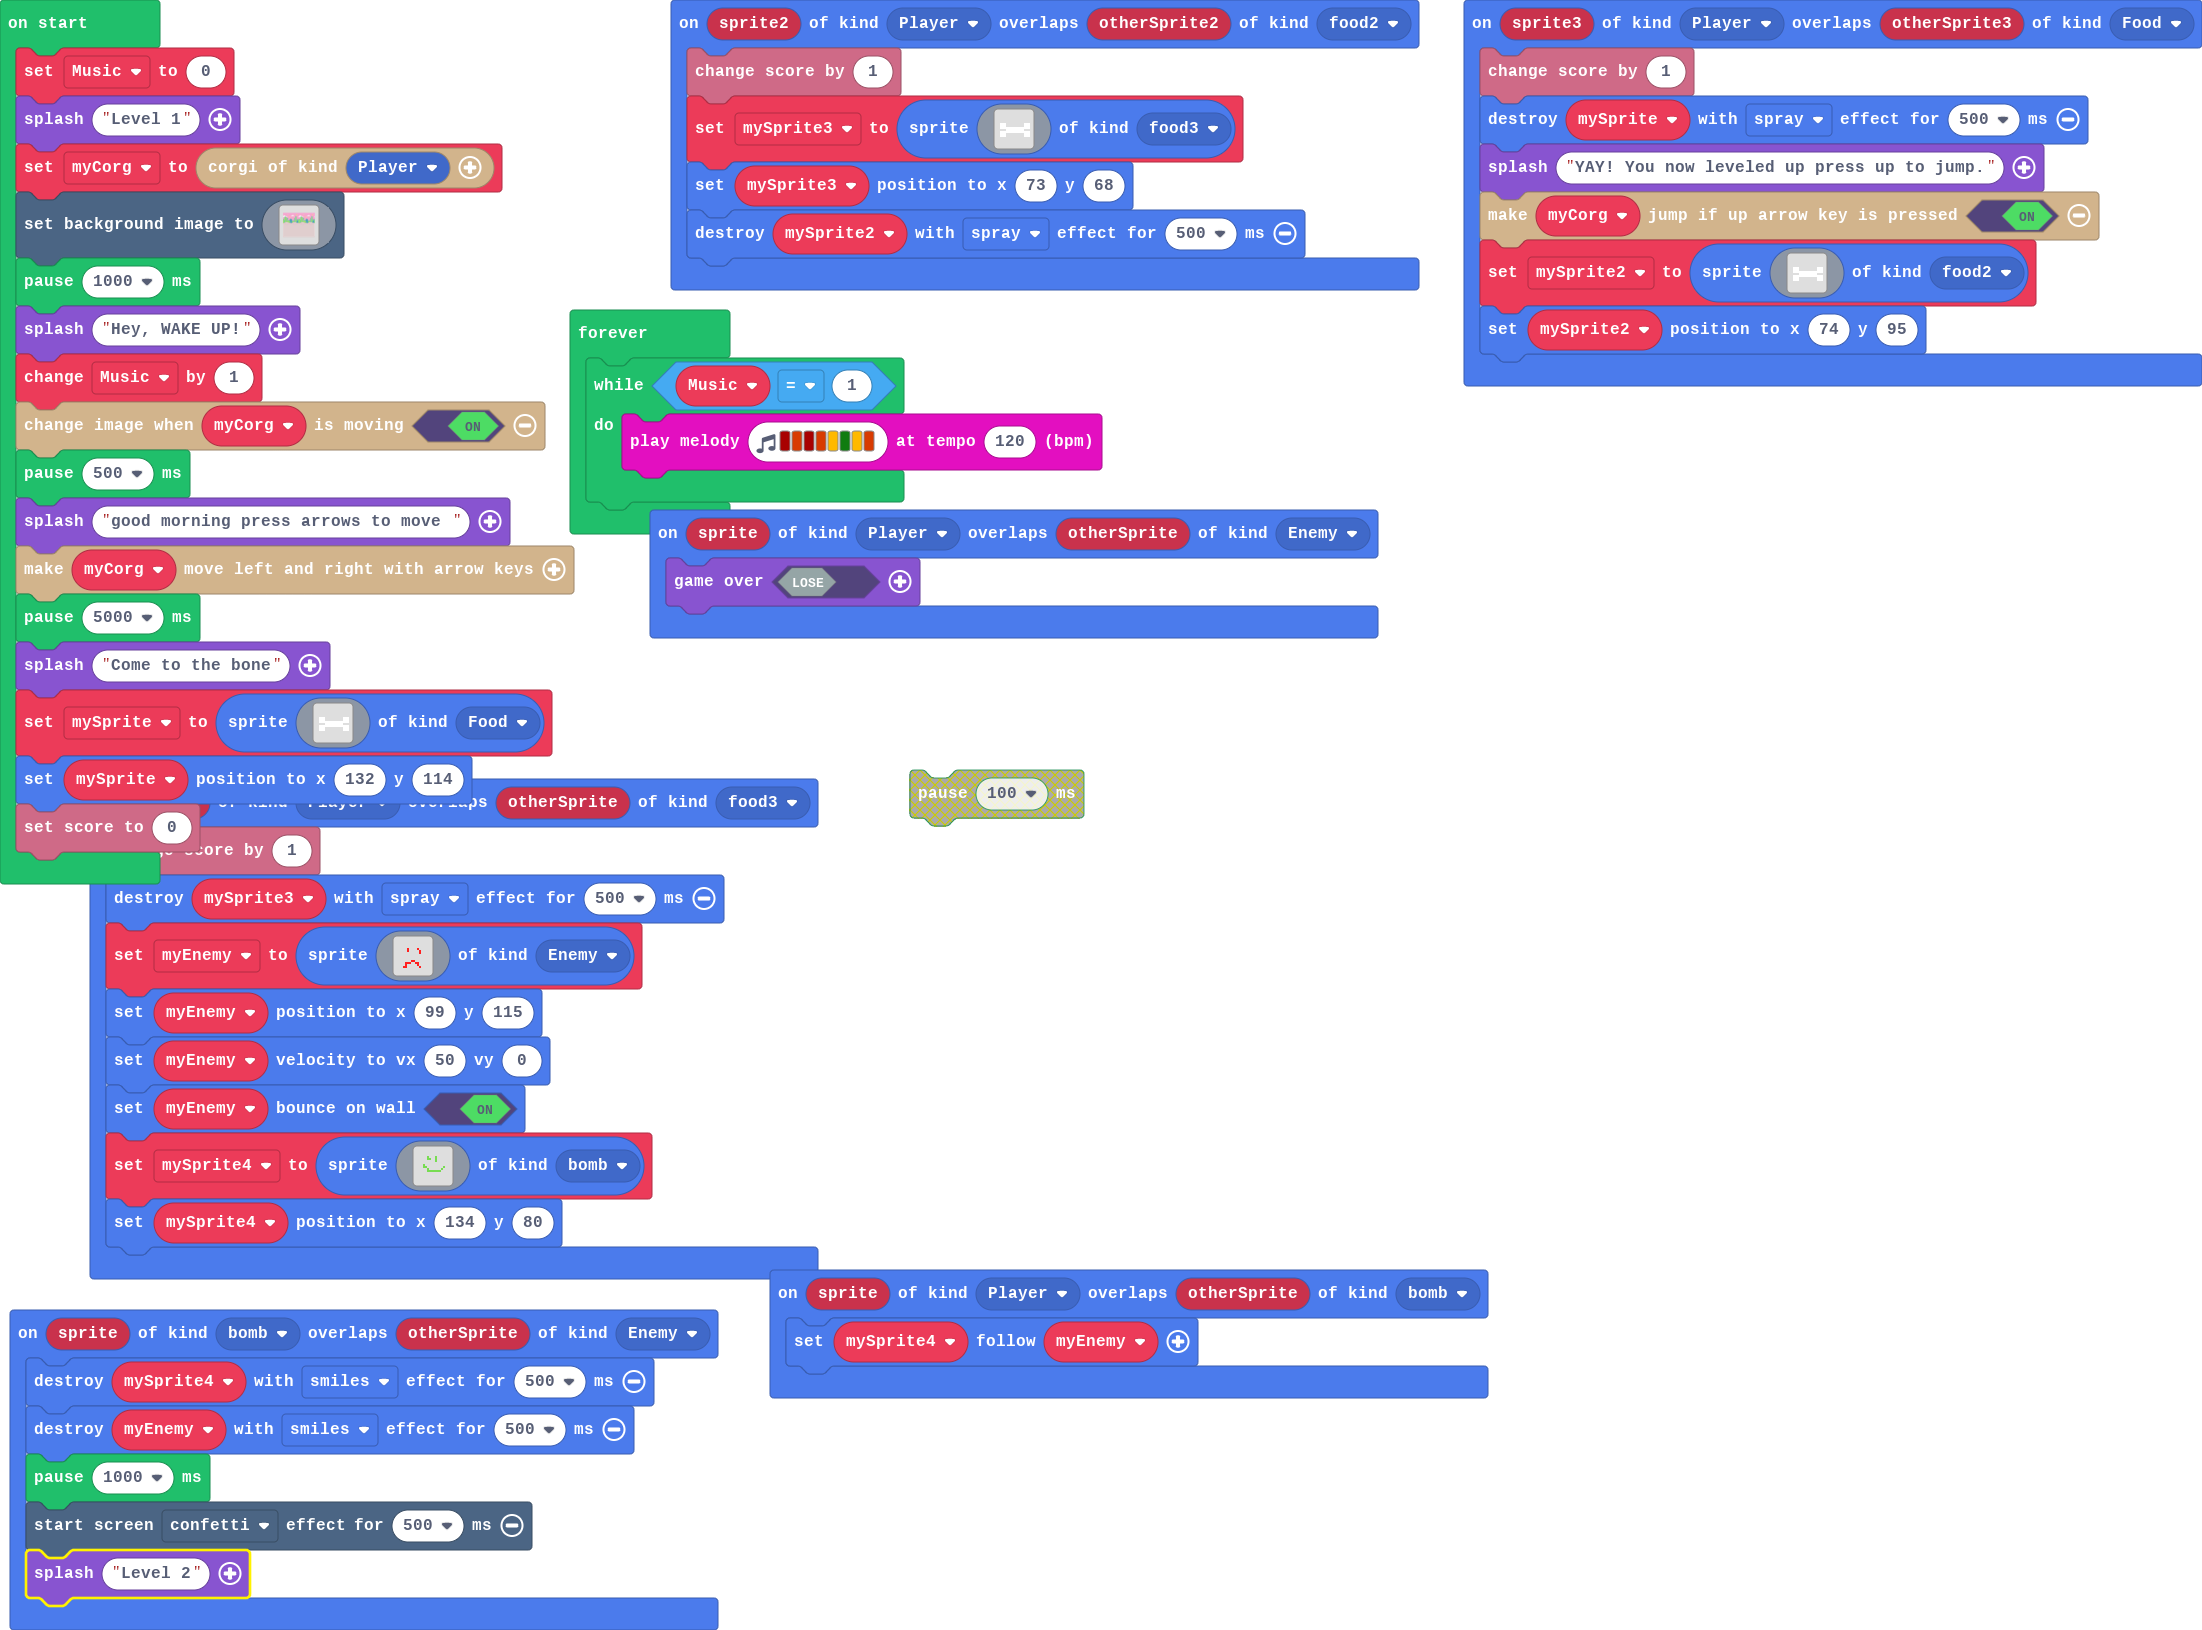 on start
set Music to 0
splash "Level 1"
set myCorg to corgi of kind Player
set background image to
pause 1000 ms
splash "Hey, WAKE UP!"
change Music by 1
change image when myCorg is moving ON
pause 500 ms
splash "good morning press arrows to move "
make myCorg move left and right with arrow keys
pause 5000 ms
splash "Come to the bone"
set mySprite to sprite of kind Food
set mySprite position to x 132 y 114
set score to 0
on sprite2 of kind Player overlaps otherSprite2 of kind food2
change score by 1
set mySprite3 to sprite of kind food3
set mySprite3 position to x 73 y 68
destroy mySprite2 with spray effect for 500 ms
on sprite3 of kind Player overlaps otherSprite3 of kind Food
change score by 1
destroy mySprite with spray effect for 500 ms
splash "YAY! You now leveled up press up to jump."
make myCorg jump if up arrow key is pressed ON
set mySprite2 to sprite of kind food2
set mySprite2 position to x 74 y 95
forever
while Music = 1
do play melody at tempo 120 (bpm)
on sprite of kind Player overlaps otherSprite of kind Enemy
game over LOSE
pause 100 ms
of kind Player overlaps otherSprite of kind food3
score by 1
destroy mySprite3 with spray effect for 500 ms
set myEnemy to sprite of kind Enemy
set myEnemy position to x 99 y 115
set myEnemy velocity to vx 50 vy 0
set myEnemy bounce on wall ON
set mySprite4 to sprite of kind bomb
set mySprite4 position to x 134 y 80
on sprite of kind Player overlaps otherSprite of kind bomb
set mySprite4 follow myEnemy
on sprite of kind bomb overlaps otherSprite of kind Enemy
destroy mySprite4 with smiles effect for 500 ms
destroy myEnemy with smiles effect for 500 ms
pause 1000 ms
start screen confetti effect for 500 ms
splash "Level 2"